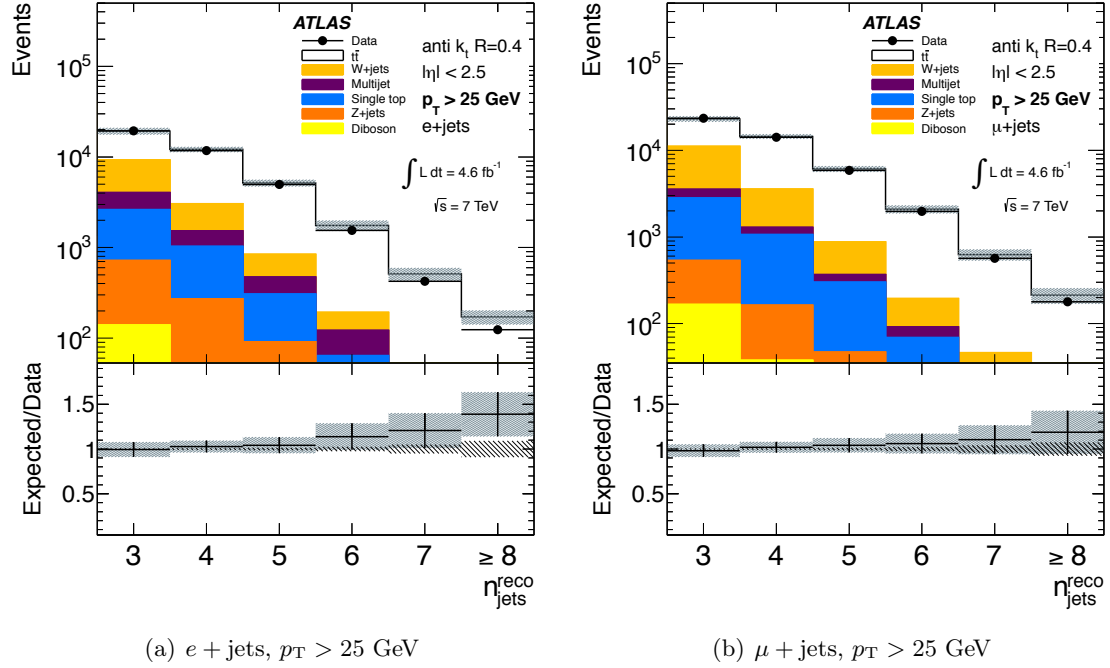 Events
ATLAS
Data
tt̄
W+jets
Multijet
Single top
Z+jets
Diboson
anti kₜ R=0.4
|η| < 2.5
p_T > 25 GeV
e+jets
∫ L dt = 4.6 fb⁻¹
√s = 7 TeV
10⁵
10⁴
10³
10²
Expected/Data
1.5
1
0.5
3 4 5 6 7 ≥ 8
n_jets^reco
(a) e + jets, p_T > 25 GeV
Events
ATLAS
Data
tt̄
W+jets
Multijet
Single top
Z+jets
Diboson
anti kₜ R=0.4
|η| < 2.5
p_T > 25 GeV
μ+jets
∫ L dt = 4.6 fb⁻¹
√s = 7 TeV
10⁵
10⁴
10³
10²
Expected/Data
1.5
1
0.5
3 4 5 6 7 ≥ 8
n_jets^reco
(b) μ + jets, p_T > 25 GeV